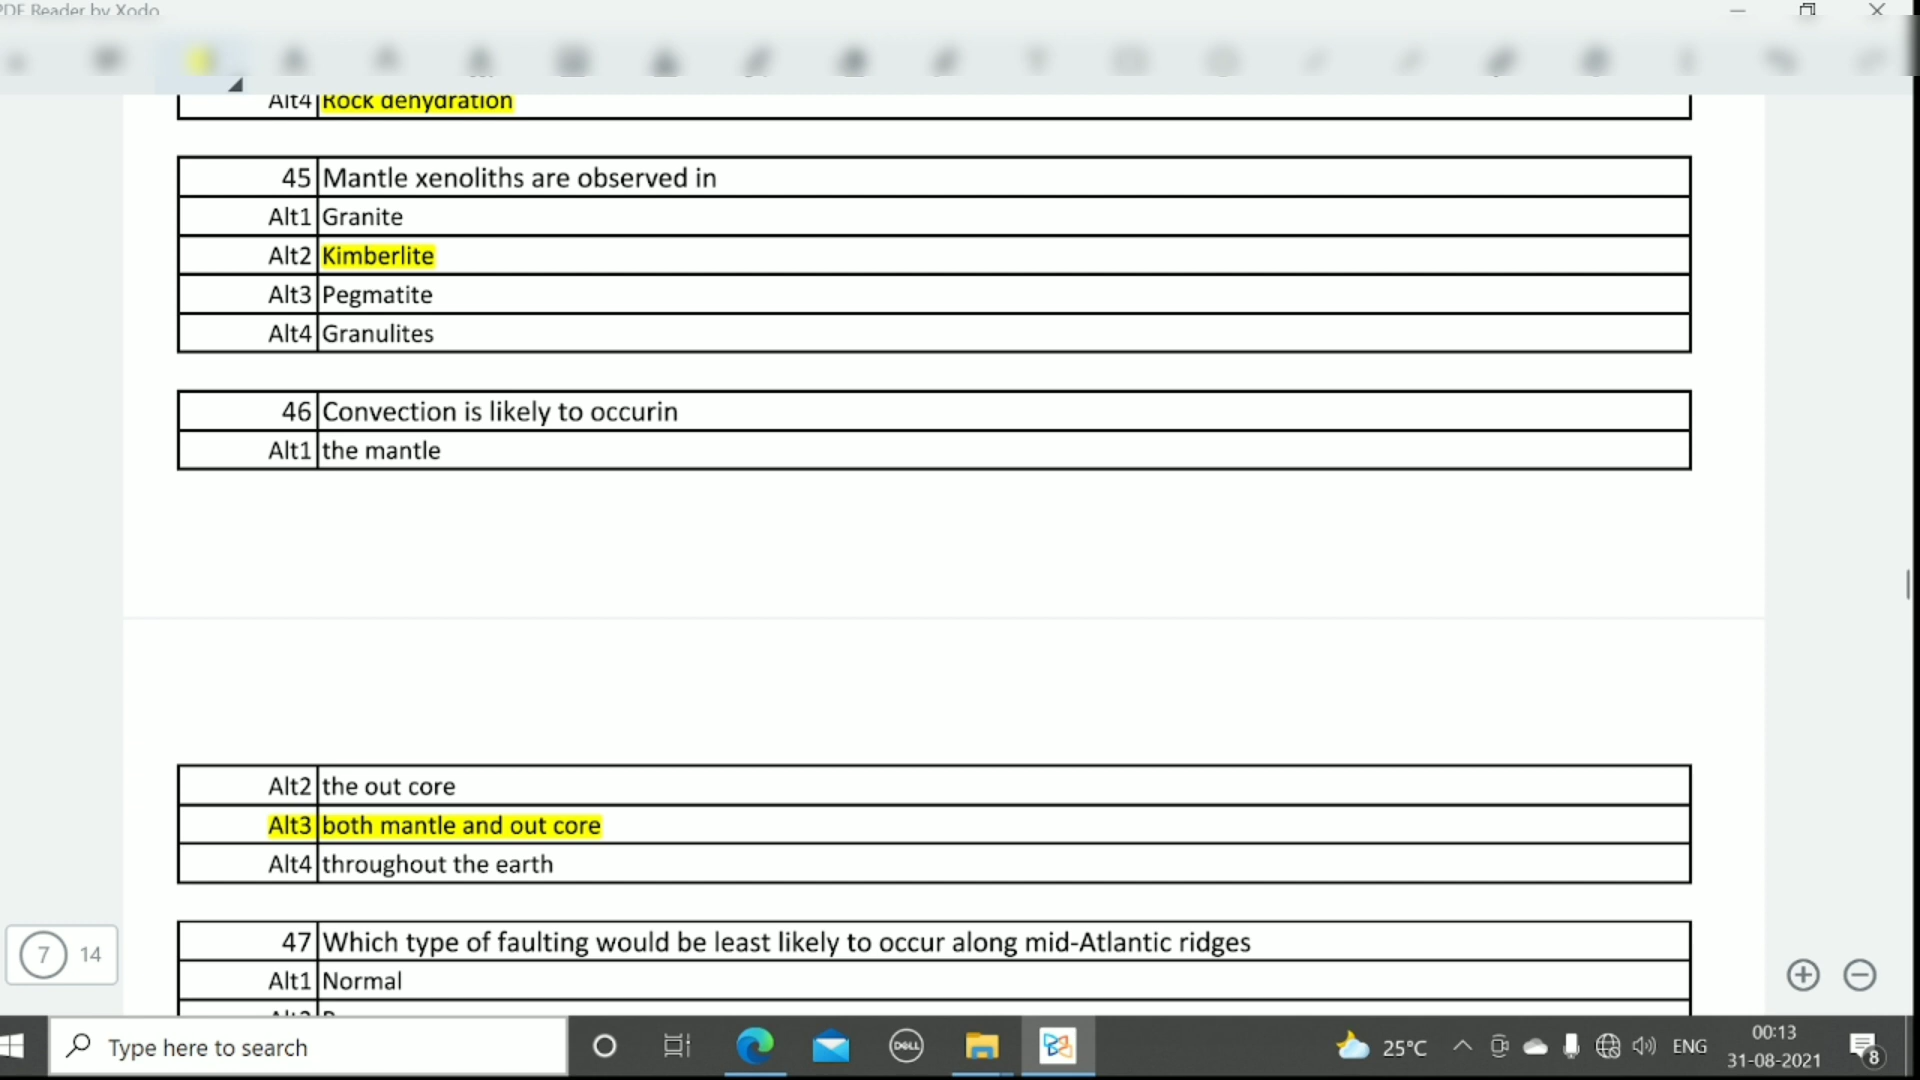 PDF Reader by Xodo
Alt4 Rock dehydration
45 Mantle xenoliths are observed in
Alt1 Granite
Alt2 Kimberlite
Alt3 Pegmatite
Alt4 Granulites
46 Convection is likely to occurin
Alt1 the mantle
Alt2 the out core
Alt3 both mantle and out core
Alt4 throughout the earth
47 Which type of faulting would be least likely to occur along mid-Atlantic ridges
Alt1 Normal
7 14
Type here to search
DELL
25°C
ENG
00:13
31-08-2021
8